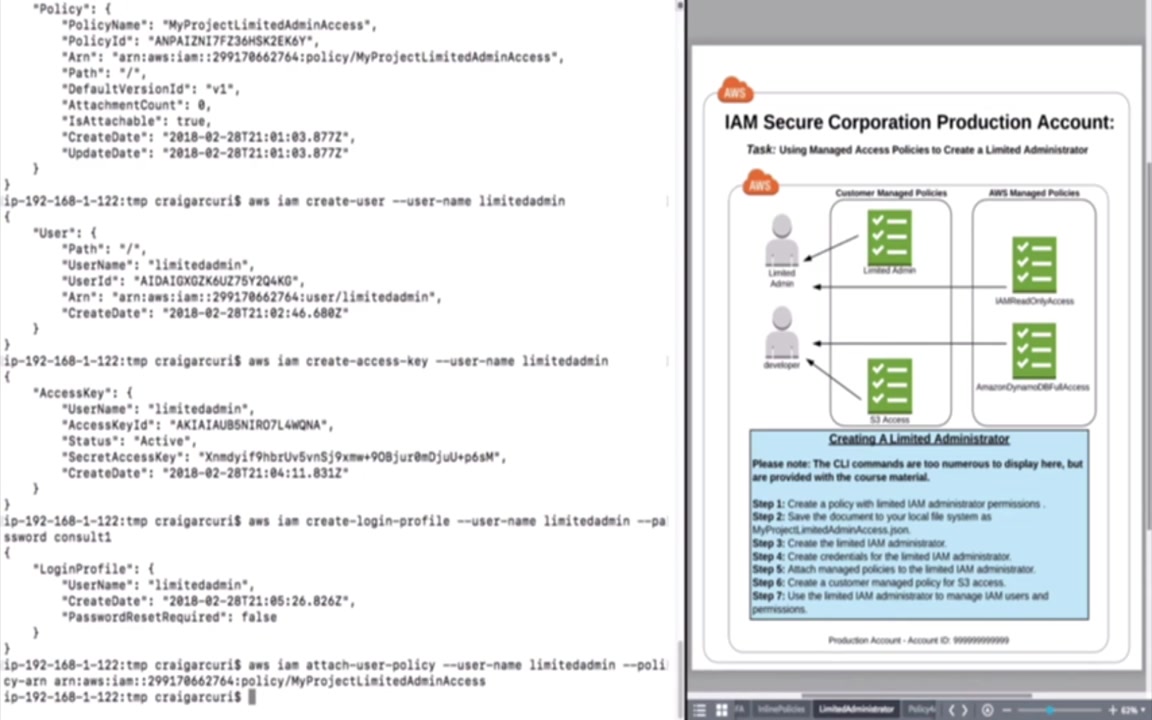 "Policy": {
"PolicyName": "MyProjectLimitedAdminAccess",
"PolicyId": "ANPAIZNI7FZ36HSK2EK6Y",
"Arn": "arn:aws:iam::299170662764:policy/MyProjectLimitedAdminAccess",
"Path": "/",
"DefaultVersionId": "v1",
"AttachmentCount": 0,
"IsAttachable": true,
"CreateDate": "2018-02-28T21:01:03.877Z",
"UpdateDate": "2018-02-28T21:01:03.877Z"
}
}
ip-192-168-1-122:tmp craigarcuri$ aws iam create-user --user-name limitedadmin
{
"User": {
"Path": "/",
"UserName": "limitedadmin",
"UserId": "AIDAIGXGZK6UZ75Y2Q4KG",
"Arn": "arn:aws:iam::299170662764:user/limitedadmin",
"CreateDate": "2018-02-28T21:02:46.680Z"
}
}
ip-192-168-1-122:tmp craigarcuri$ aws iam create-access-key --user-name limitedadmin
{
"AccessKey": {
"UserName": "limitedadmin",
"AccessKeyId": "AKIAIAUB5NIRO7L4WQNA",
"Status": "Active",
"SecretAccessKey": "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",
"CreateDate": "2018-02-28T21:04:11.831Z"
}
}
ip-192-168-1-122:tmp craigarcuri$ aws iam create-login-profile --user-name limitedadmin --pa
ssword consult1
{
"LoginProfile": {
"UserName": "limitedadmin",
"CreateDate": "2018-02-28T21:05:26.826Z",
"PasswordResetRequired": false
}
}
ip-192-168-1-122:tmp craigarcuri$ aws iam attach-user-policy --user-name limitedadmin --poli
cy-arn arn:aws:iam::299170662764:policy/MyProjectLimitedAdminAccess
ip-192-168-1-122:tmp craigarcuri$
AWS
IAM Secure Corporation Production Account:
Task: Using Managed Access Policies to Create a Limited Administrator
AWS
Customer Managed Policies
AWS Managed Policies
Limited
Admin
Limited Admin
IAMReadOnlyAccess
developer
S3 Access
AmazonDynamoDBFullAccess
Creating A Limited Administrator
Please note: The CLI commands are too numerous to display here, but
are provided with the course material.
Step 1: Create a policy with limited IAM administrator permissions .
Step 2: Save the document to your local file system as
MyProjectLimitedAdminAccess.json.
Step 3: Create the limited IAM administrator.
Step 4: Create credentials for the limited IAM administrator.
Step 5: Attach managed policies to the limited IAM administrator.
Step 6: Create a customer managed policy for S3 access.
Step 7: Use the limited IAM administrator to manage IAM users and
permissions.
Production Account - Account ID: 999999999999
InlinePolicies
LimitedAdministrator